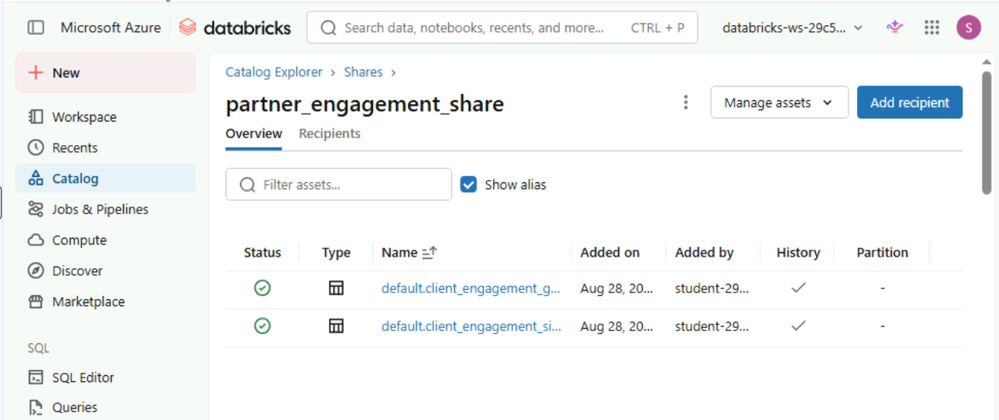 Microsoft Azure databricks Search data, notebooks, recents, and more... CTRL + P databricks-ws-29c5... S
New
Workspace
Recents
Catalog
Jobs & Pipelines
Compute
Discover
Marketplace
SQL
SQL Editor
Queries
Catalog Explorer > Shares >
partner_engagement_share
Manage assets
Add recipient
Overview Recipients
Filter assets... Show alias
Status Type Name Added on Added by History Partition
default.client_engagement_g... Aug 28, 20... student-29... -
default.client_engagement_si... Aug 28, 20... student-29... -